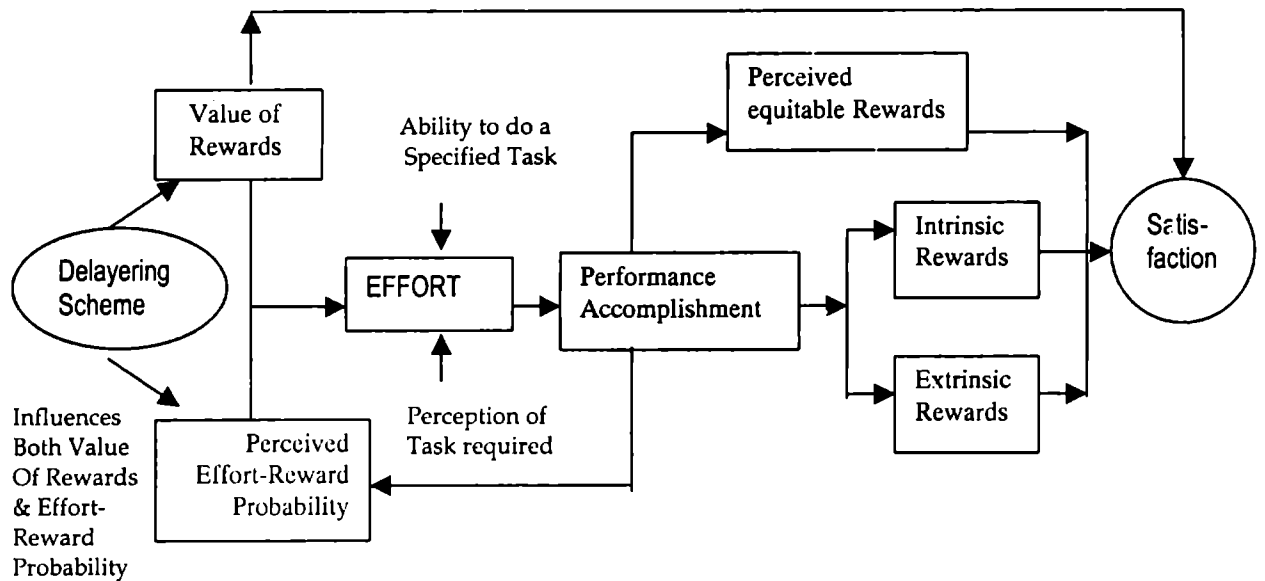 Value of
Rewards
Delayering
Scheme
Influences
Both Value
Of Rewards
& Effort-
Reward
Probability
Perceived
Effort-Reward
Probability
Ability to do a
Specified Task
EFFORT
Perception of
Task required
Performance
Accomplishment
Perceived
equitable Rewards
Intrinsic
Rewards
Extrinsic
Rewards
Satis-
faction